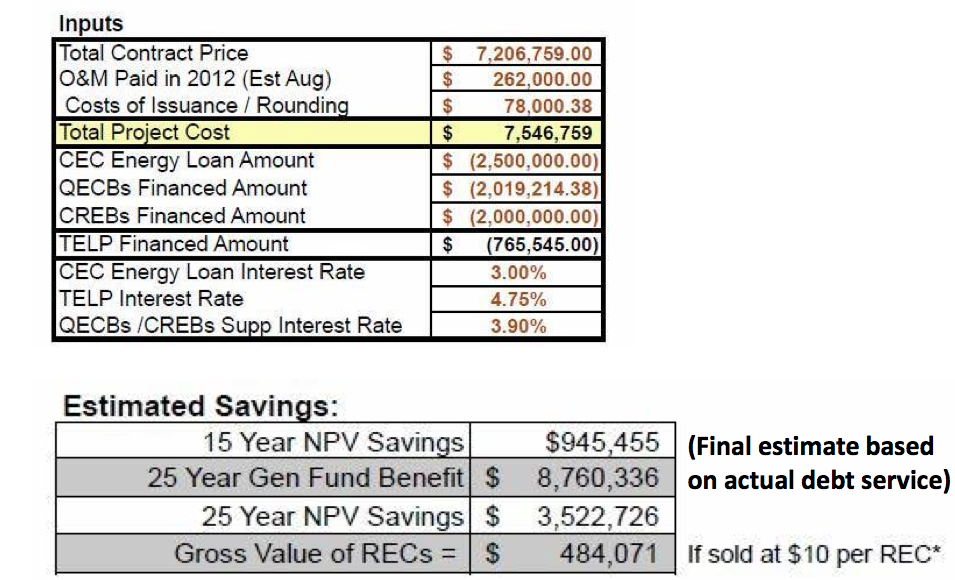 Inputs
Total Contract Price $ 7,206,759.00
O&M Paid in 2012 (Est Aug) $ 262,000.00
Costs of Issuance / Rounding $ 78,000.38
Total Project Cost $ 7,546,759
CEC Energy Loan Amount $ (2,500,000.00)
QECBs Financed Amount $ (2,019,214.38)
CREBs Financed Amount $ (2,000,000.00)
TELP Financed Amount $ (765,545.00)
CEC Energy Loan Interest Rate 3.00%
TELP Interest Rate 4.75%
QECBs /CREBs Supp Interest Rate 3.90%
Estimated Savings:
15 Year NPV Savings $945,455 (Final estimate based
25 Year Gen Fund Benefit $ 8,760,336 on actual debt service)
25 Year NPV Savings $ 3,522,726
Gross Value of RECs = $ 484,071 If sold at $10 per REC*